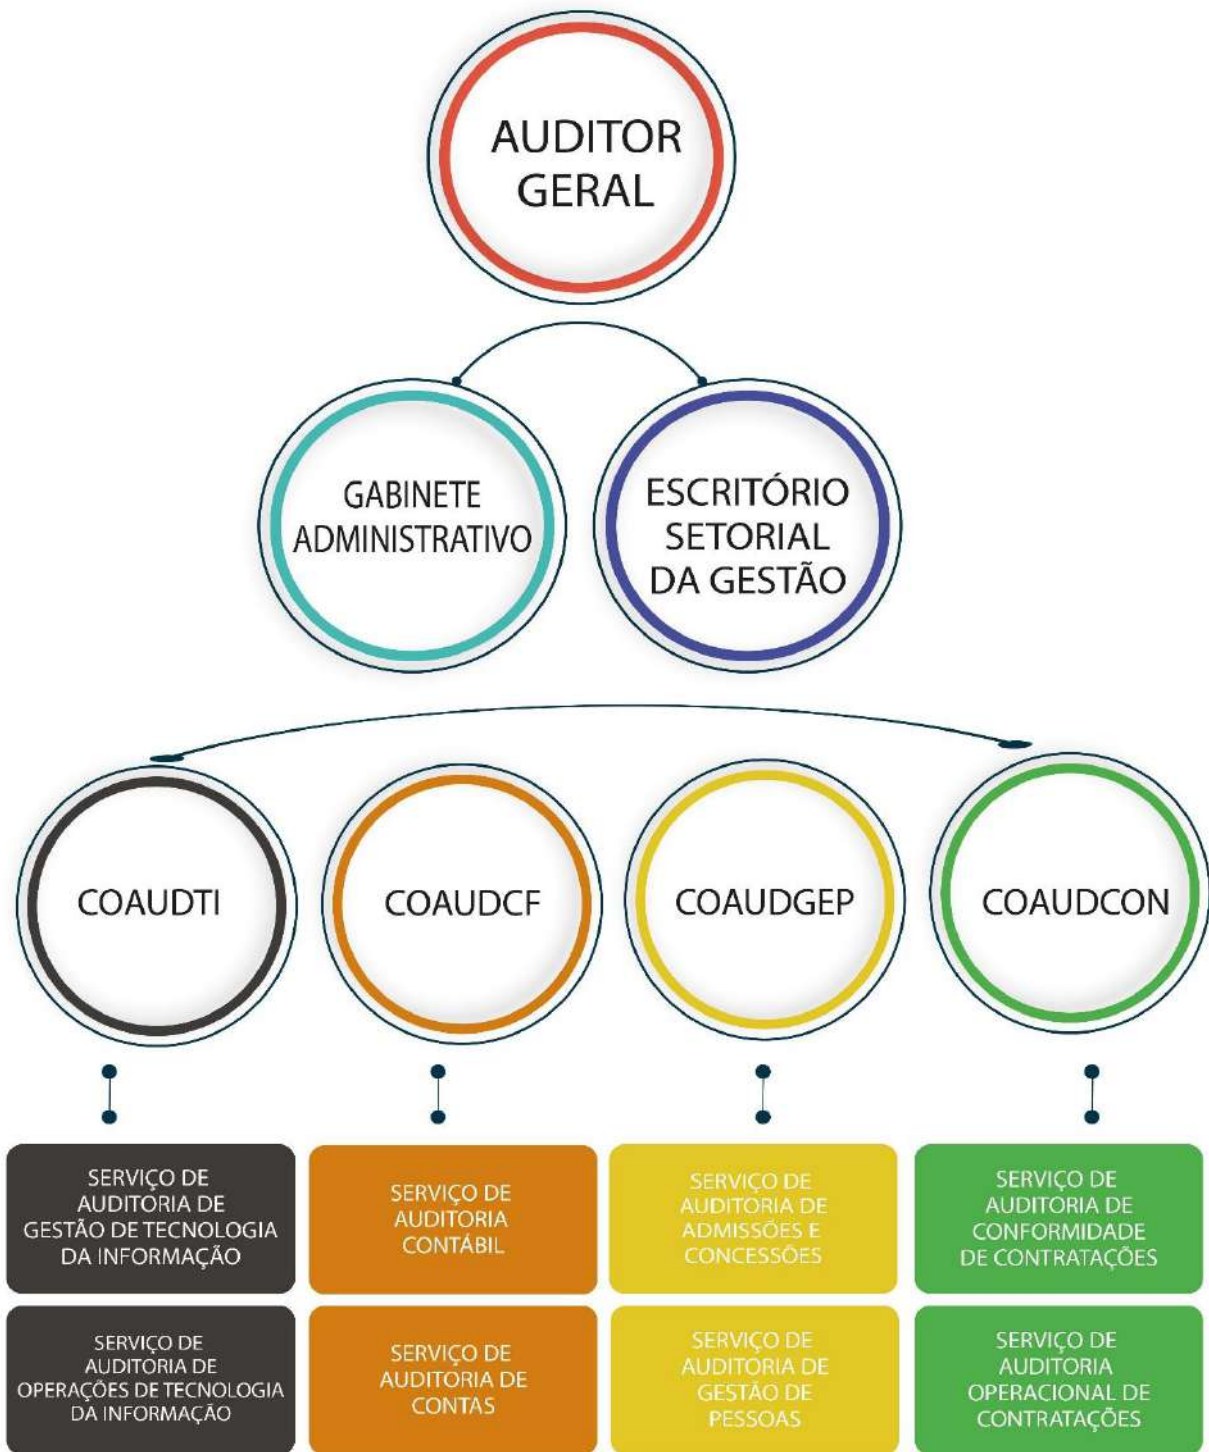 AUDITOR
GERAL
GABINETE
ADMINISTRATIVO
ESCRITÓRIO
SETORIAL
DA GESTÃO
COAUDTI
COAUDCF
COAUDGEP
COAUDCON
SERVIÇO DE
AUDITORIA DE
GESTÃO DE TECNOLOGIA
DA INFORMAÇÃO
SERVIÇO DE
AUDITORIA
CONTÁBIL
SERVIÇO DE
AUDITORIA DE
ADMISSÕES E
CONCESSÕES
SERVIÇO DE
AUDITORIA DE
CONFORMIDADE
DE CONTRATAÇÕES
SERVIÇO DE
AUDITORIA DE
OPERAÇÕES DE TECNOLOGIA
DA INFORMAÇÃO
SERVIÇO DE
AUDITORIA DE
CONTAS
SERVIÇO DE
AUDITORIA DE
GESTÃO DE
PESSOAS
SERVIÇO DE
AUDITORIA
OPERACIONAL DE
CONTRATAÇÕES